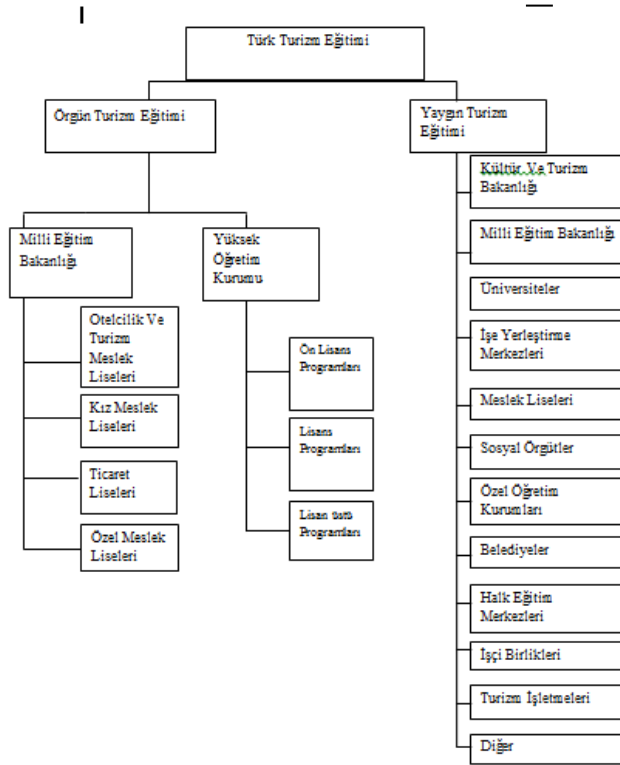 Türk Turizm Eğitimi
Örgün Turizm Eğitimi
Yaygın Turizm
Eğitimi
Milli Eğitim
Bakanlığı
Otelcilik Ve
Turizm
Meslek
Liseleri
Kız Meslek
Liseleri
Ticaret
Liseleri
Özel Meslek
Liseleri
Yüksek
Öğretim
Kurumu
Ön Lisans
Programları
Lisans
Programları
Lisan üstü
Programları
Kültür Ve Turizm
Bakanlığı
Milli Eğitim Bakanlığı
Üniversiteler
İşe Yerleştirme
Merkezleri
Meslek Liseleri
Sosyal Örgütler
Özel Öğretim
Kurumları
Belediyeler
Halk Eğitim
Merkezleri
İşçi Birlikleri
Turizm İşletmeleri
Diğer